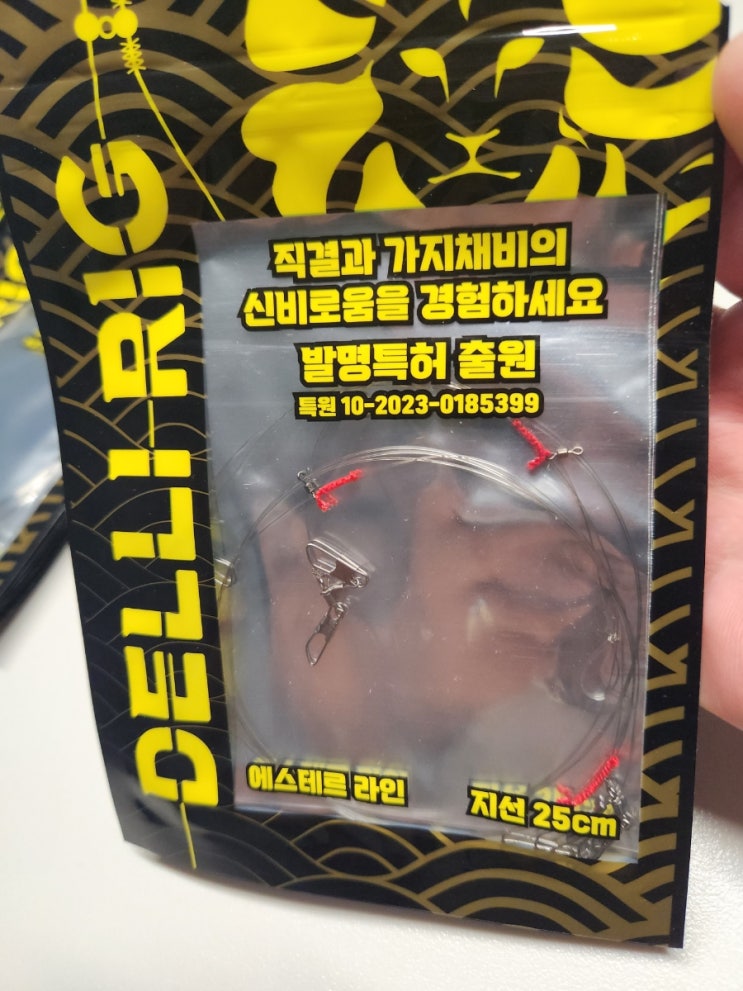 DELLI-RIG
직결과 가지채비의
신비로움을 경험하세요
발명특허 출원
특원 10-2023-0185399
에스테르 라인
지선 25cm